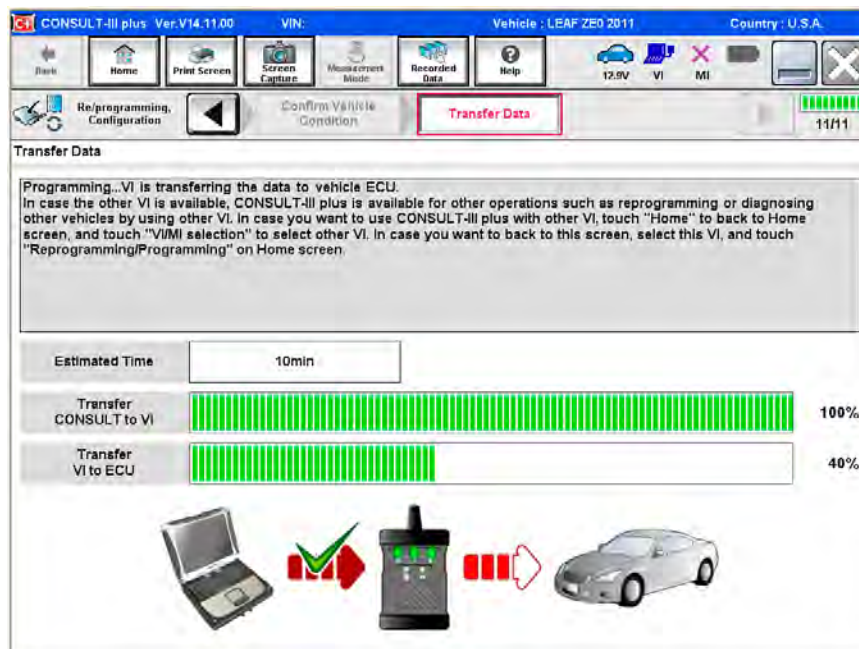 CONSULT-III plus Ver.V14.11.00 VIN: Vehicle : LEAF ZE0 2011 Country : U.S.A.
Back Home Print Screen Screen Capture Measurement Mode Recorded Data Help 12.9V VI MI
Re/programming, Configuration Confirm Vehicle Condition Transfer Data 11/11
Transfer Data
Programming...VI is transferring the data to vehicle ECU.
In case the other VI is available, CONSULT-III plus is available for other operations such as reprogramming or diagnosing
other vehicles by using other VI. In case you want to use CONSULT-III plus with other VI, touch "Home" to back to Home
screen, and touch "VI/MI selection" to select other VI. In case you want to back to this screen, select this VI, and touch
"Reprogramming/Programming" on Home screen.
Estimated Time 10min
Transfer
CONSULT to VI 100%
Transfer
VI to ECU 40%